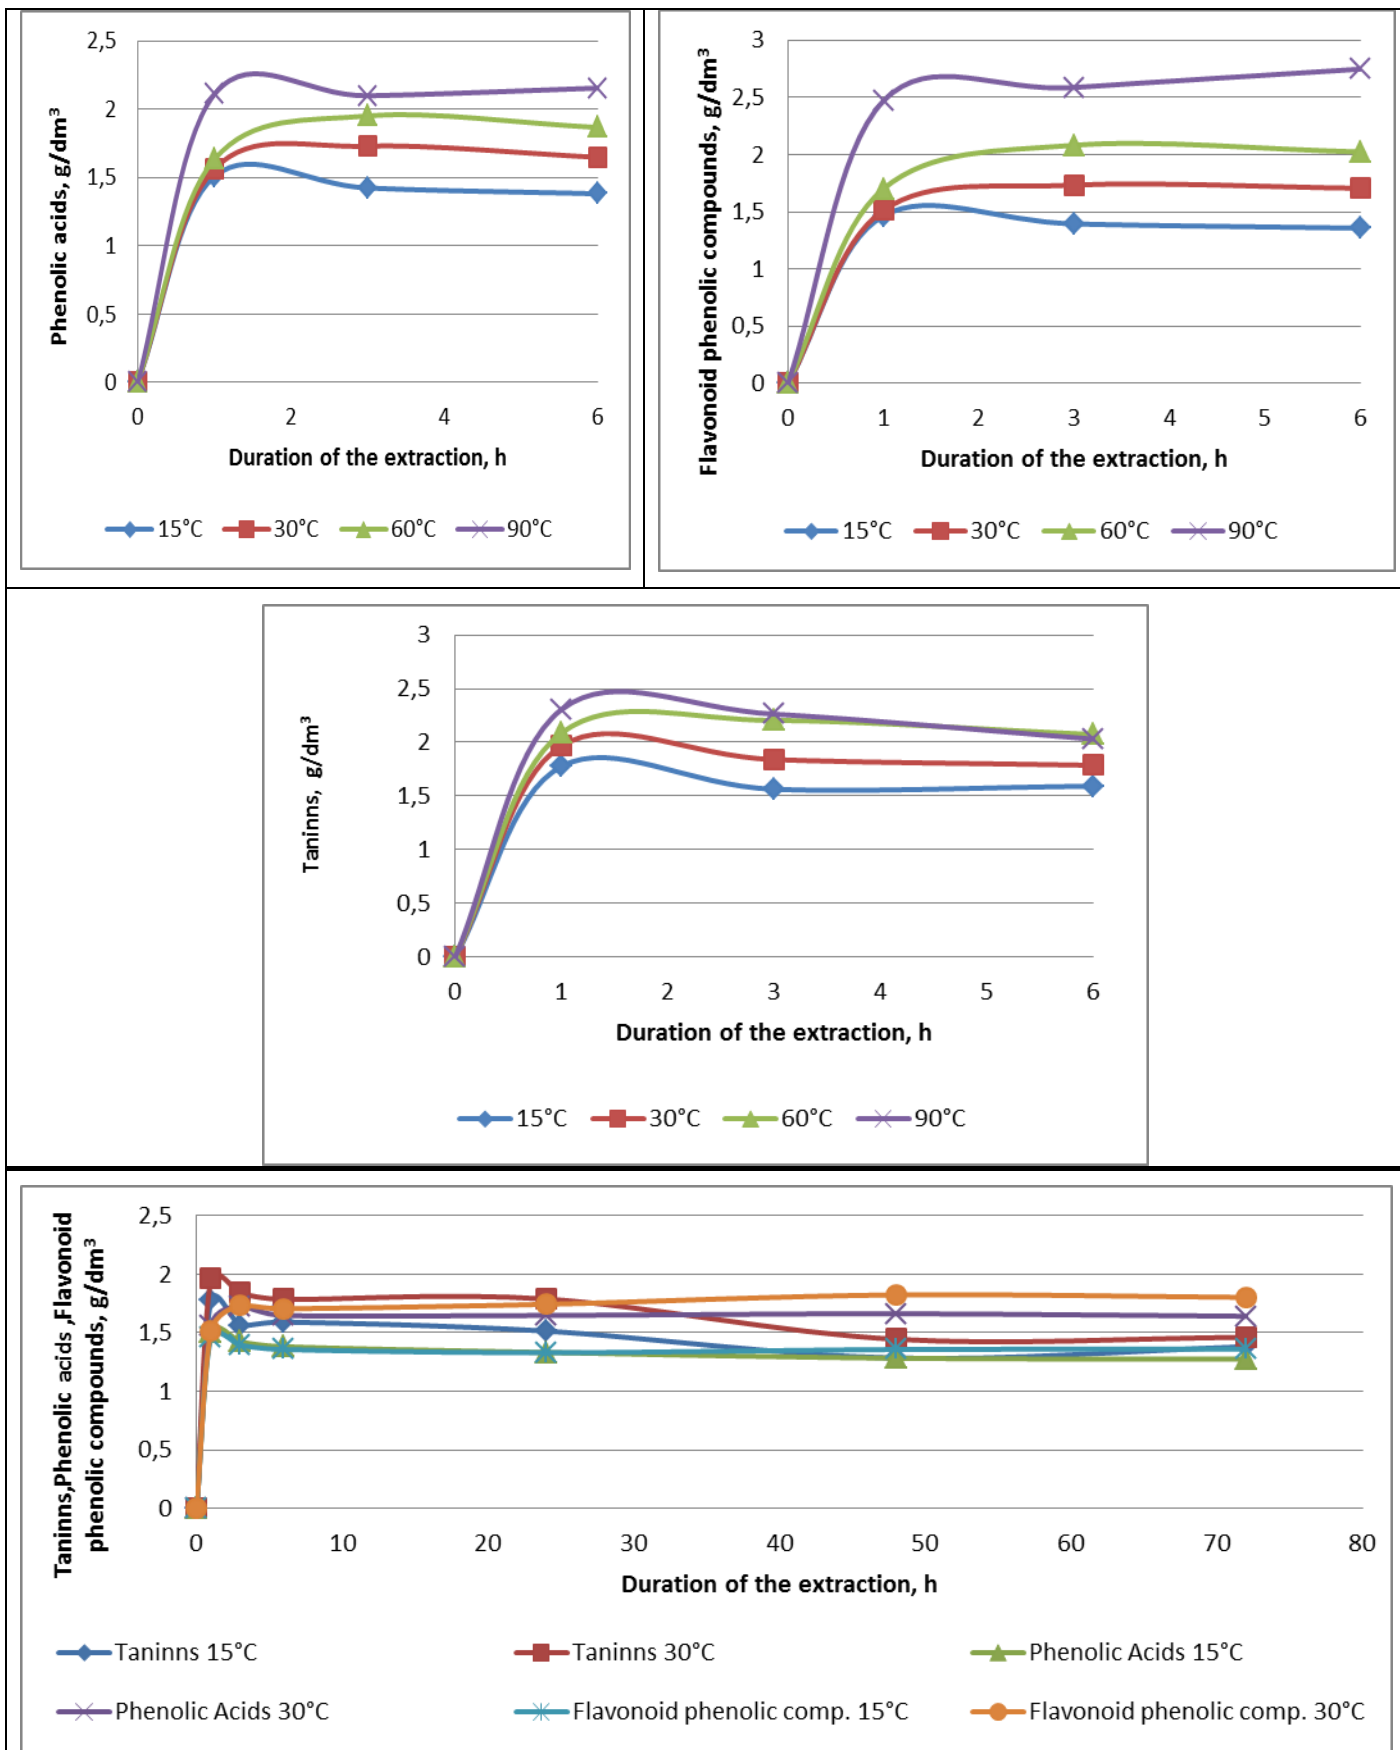 Phenolic acids, g/dm³
2,5
2
1,5
1
0,5
0
0 2 4 6
Duration of the extraction, h
15°C 30°C 60°C 90°C
Flavonoid phenolic compounds, g/dm³
3
2,5
2
1,5
1
0,5
0
0 1 2 3 4 5 6
Duration of the extraction, h
15°C 30°C 60°C 90°C
Taninns, g/dm³
3
2,5
2
1,5
1
0,5
0
0 1 2 3 4 5 6
Duration of the extraction, h
15°C 30°C 60°C 90°C
Taninns,Phenolic acids ,Flavonoid
phenolic compounds, g/dm³
2,5
2
1,5
1
0,5
0
0 10 20 30 40 50 60 70 80
Duration of the extraction, h
Taninns 15°C Taninns 30°C Phenolic Acids 15°C
Phenolic Acids 30°C Flavonoid phenolic comp. 15°C Flavonoid phenolic comp. 30°C